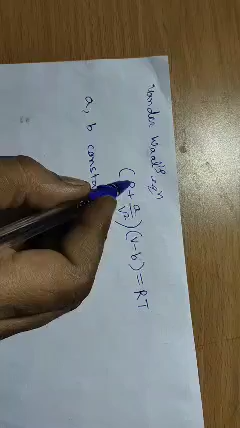 Vander Waal's eqn
(P + a/V²) (V - b) = RT
a, b consta